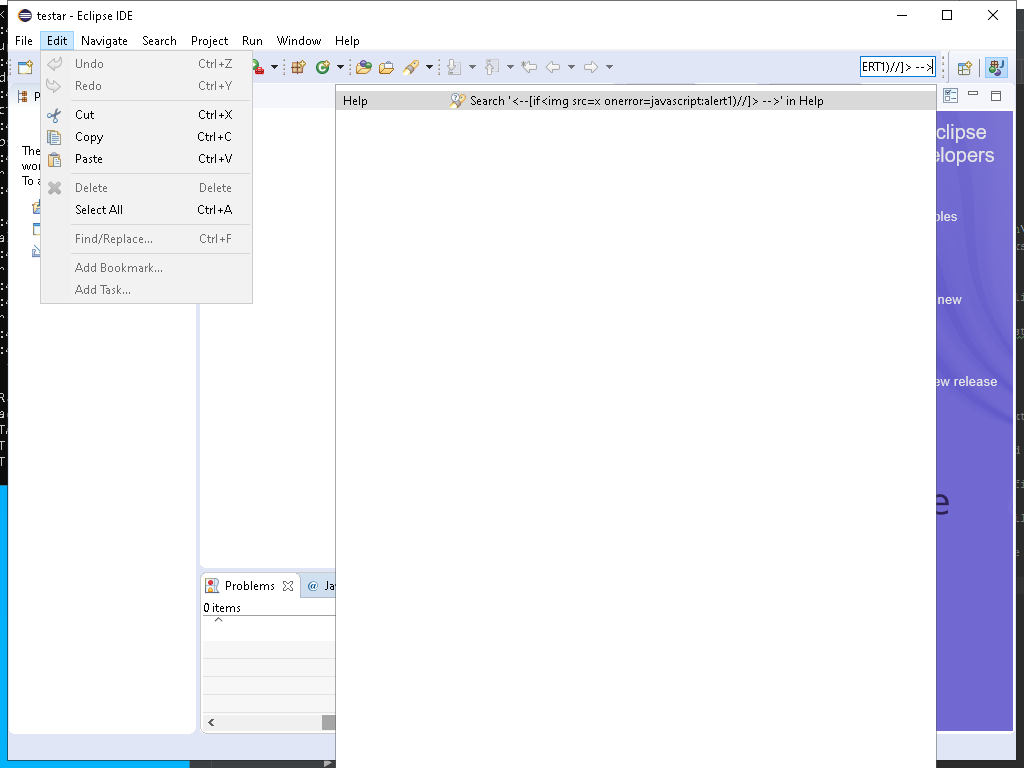 testar - Eclipse IDE
File Edit Navigate Search Project Run Window Help
Undo Ctrl+Z
Redo Ctrl+Y
Cut Ctrl+X
Copy Ctrl+C
Paste Ctrl+V
Delete Delete
Select All Ctrl+A
Find/Replace... Ctrl+F
Add Bookmark...
Add Task...
ERT1)//]> -->
Help Search '<--[if<img src=x onerror=javascript:alert1)//]> -->' in Help
P
The
To
clipse
elopers
new
ew release
e
Problems @ Ja
0 items